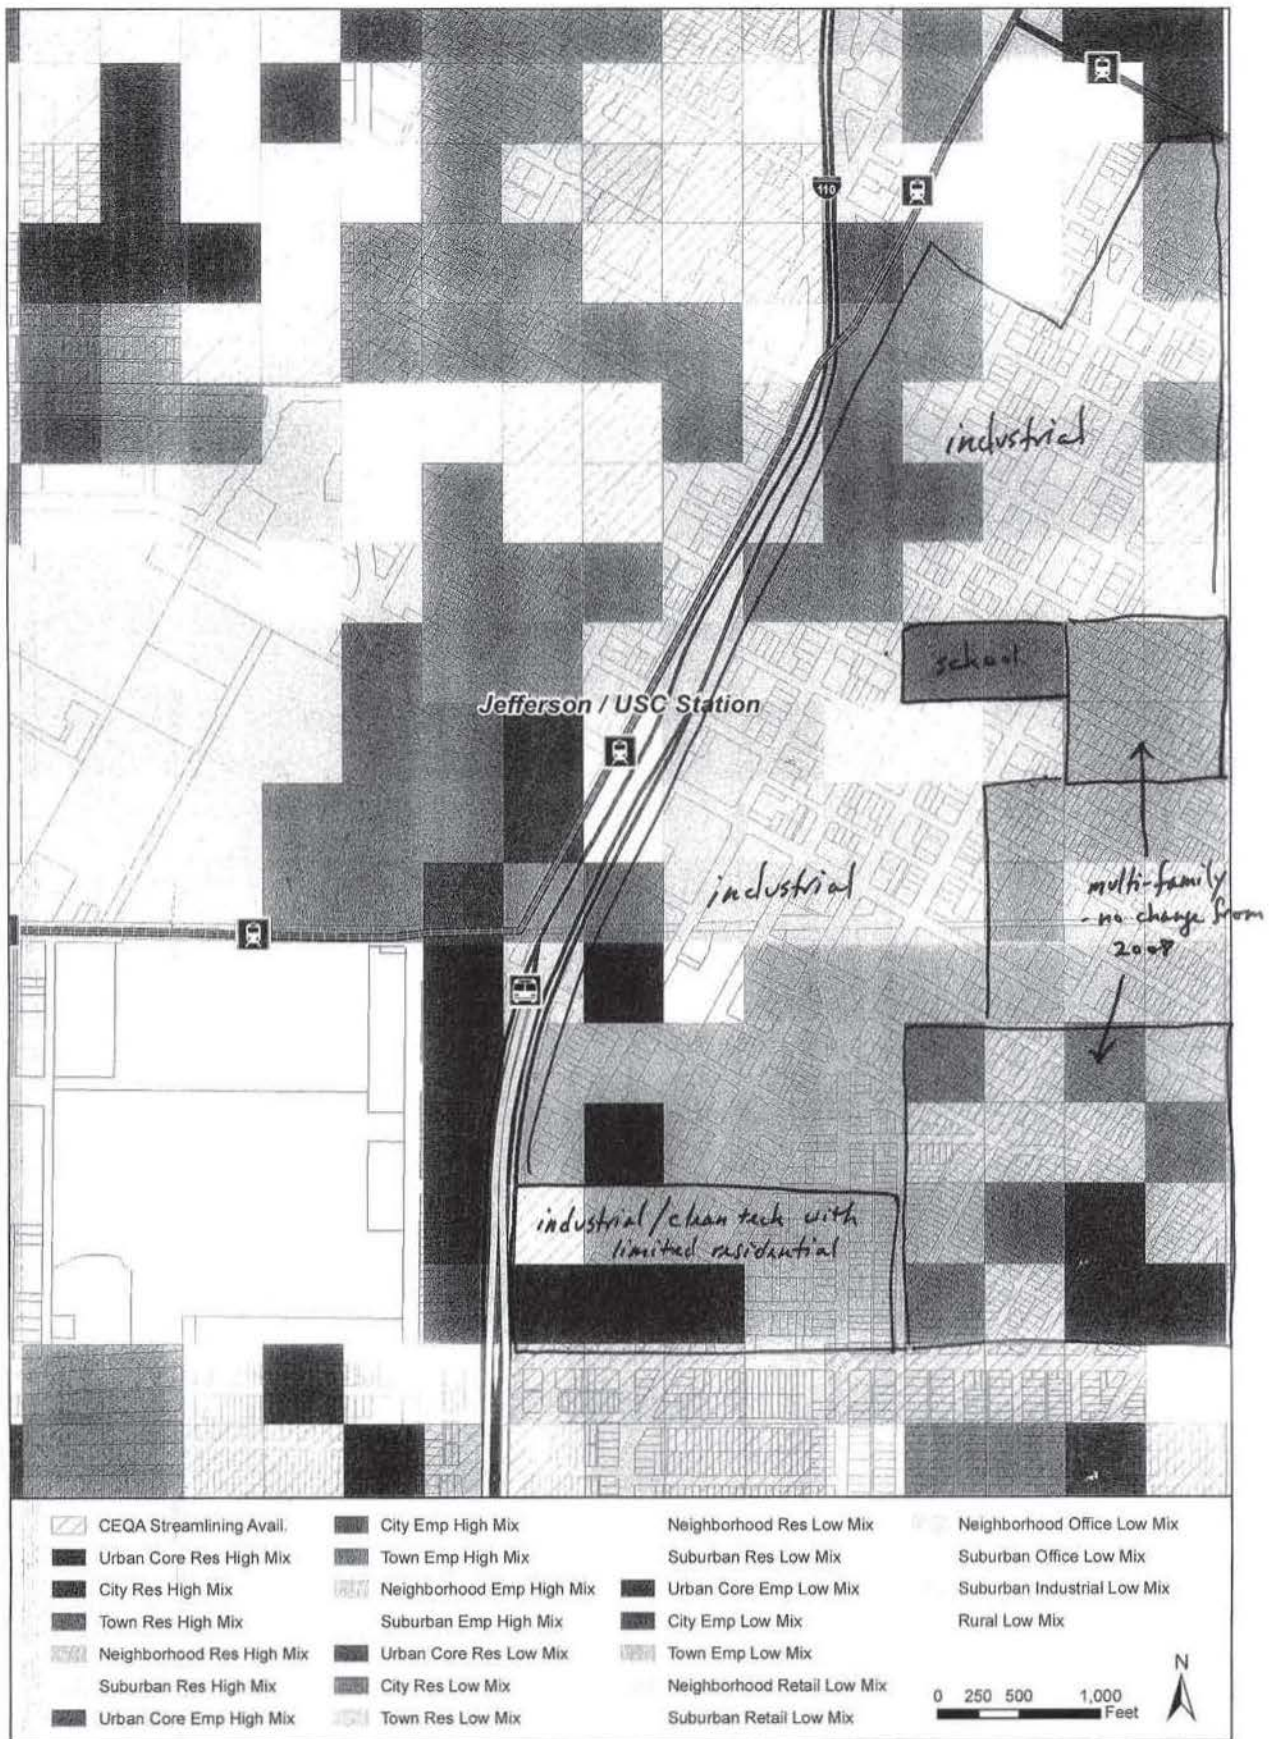 110
industrial
school
Jefferson / USC Station
industrial
multi-family
- no change from
2008
industrial/clean tech with
limited residential
CEQA Streamlining Avail.
Urban Core Res High Mix
City Res High Mix
Town Res High Mix
Neighborhood Res High Mix
Suburban Res High Mix
Urban Core Emp High Mix
City Emp High Mix
Town Emp High Mix
Neighborhood Emp High Mix
Suburban Emp High Mix
Urban Core Res Low Mix
City Res Low Mix
Town Res Low Mix
Neighborhood Res Low Mix
Suburban Res Low Mix
Urban Core Emp Low Mix
City Emp Low Mix
Town Emp Low Mix
Neighborhood Retail Low Mix
Suburban Retail Low Mix
Neighborhood Office Low Mix
Suburban Office Low Mix
Suburban Industrial Low Mix
Rural Low Mix
N
0 250 500 1,000
Feet